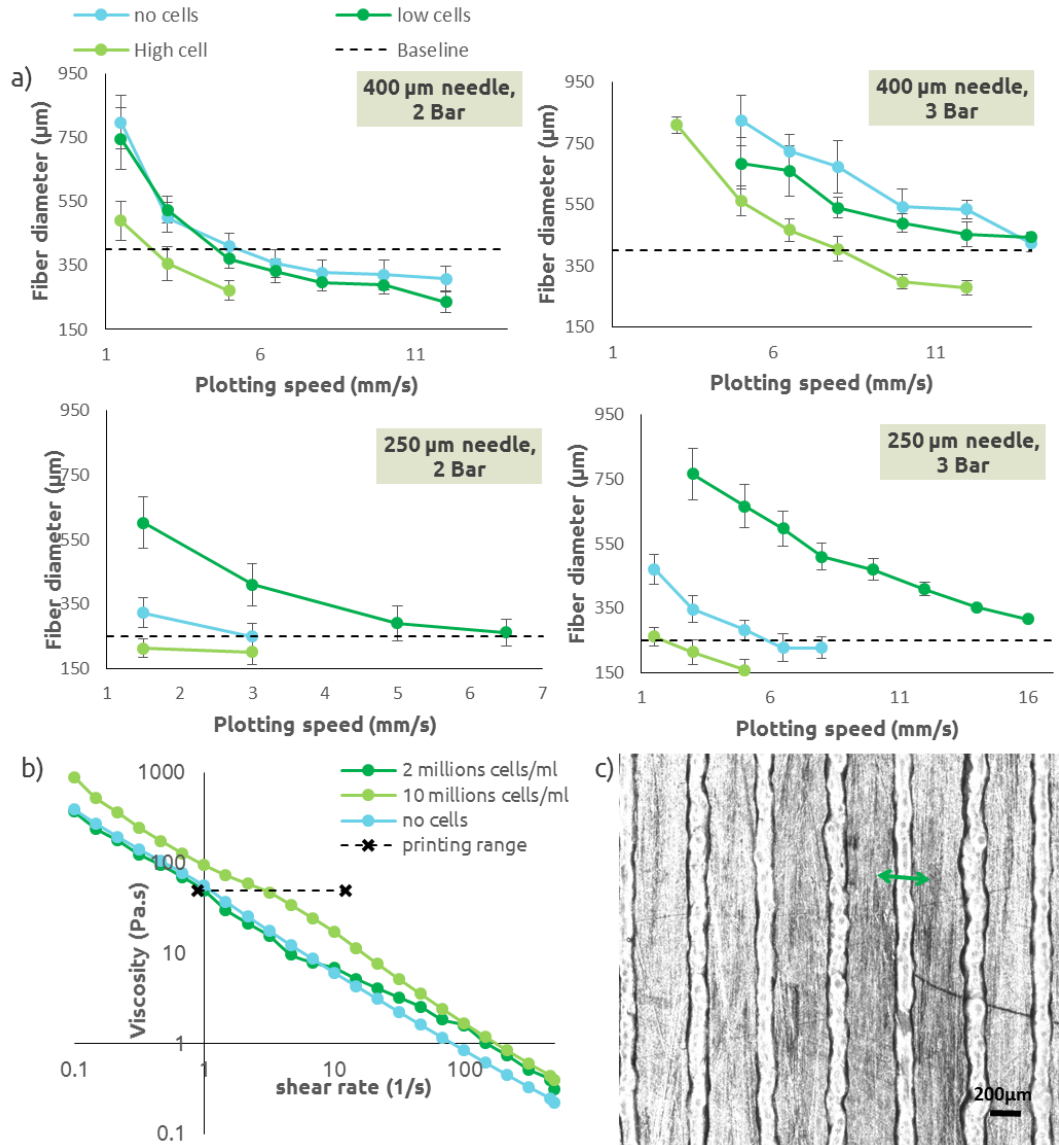 no cells
low cells
High cell
Baseline
a)
950
750
550
350
150
Fiber diameter (µm)
400 µm needle,
2 Bar
1
6
11
Plotting speed (mm/s)
950
750
550
350
150
Fiber diameter (µm)
400 µm needle,
3 Bar
1
6
11
Plotting speed (mm/s)
950
750
550
350
150
Fiber diameter (µm)
250 µm needle,
2 Bar
1
2
3
4
5
6
7
Plotting speed (mm/s)
950
750
550
350
150
Fiber diameter (µm)
250 µm needle,
3 Bar
1
6
11
16
Plotting speed (mm/s)
b)
1000
100
10
1
0.1
Viscosity (Pa.s)
2 millions cells/ml
10 millions cells/ml
no cells
printing range
0.1
1
10
100
shear rate (1/s)
c)
200µm